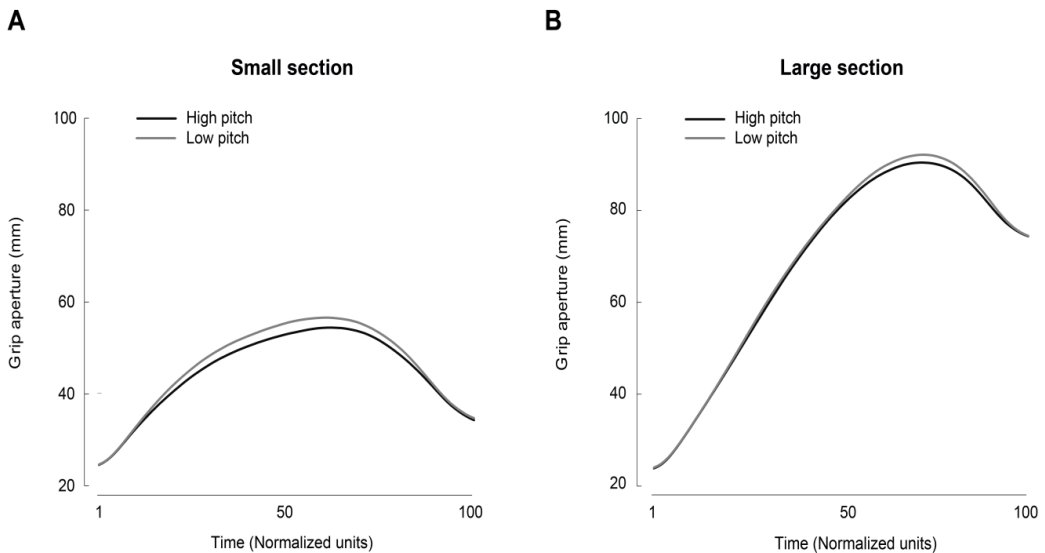 A
Small section
High pitch
Low pitch
100
80
60
40
20
Grip aperture (mm)
1 50 100
Time (Normalized units)
B
Large section
High pitch
Low pitch
100
80
60
40
20
Grip aperture (mm)
1 50 100
Time (Normalized units)